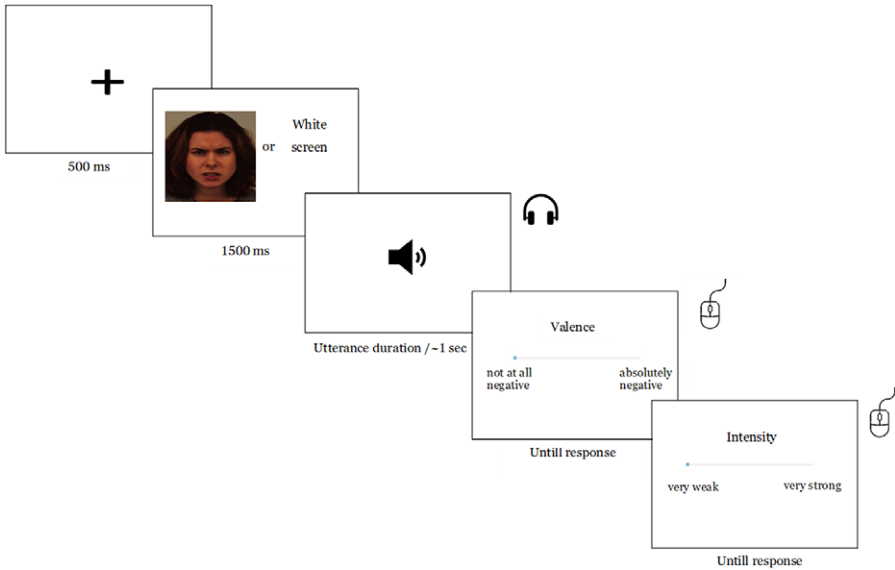 500 ms
or
White
screen
1500 ms
Utterance duration /~1 sec
Valence
not at all
negative
absolutely
negative
Untill response
Intensity
very weak
very strong
Untill response